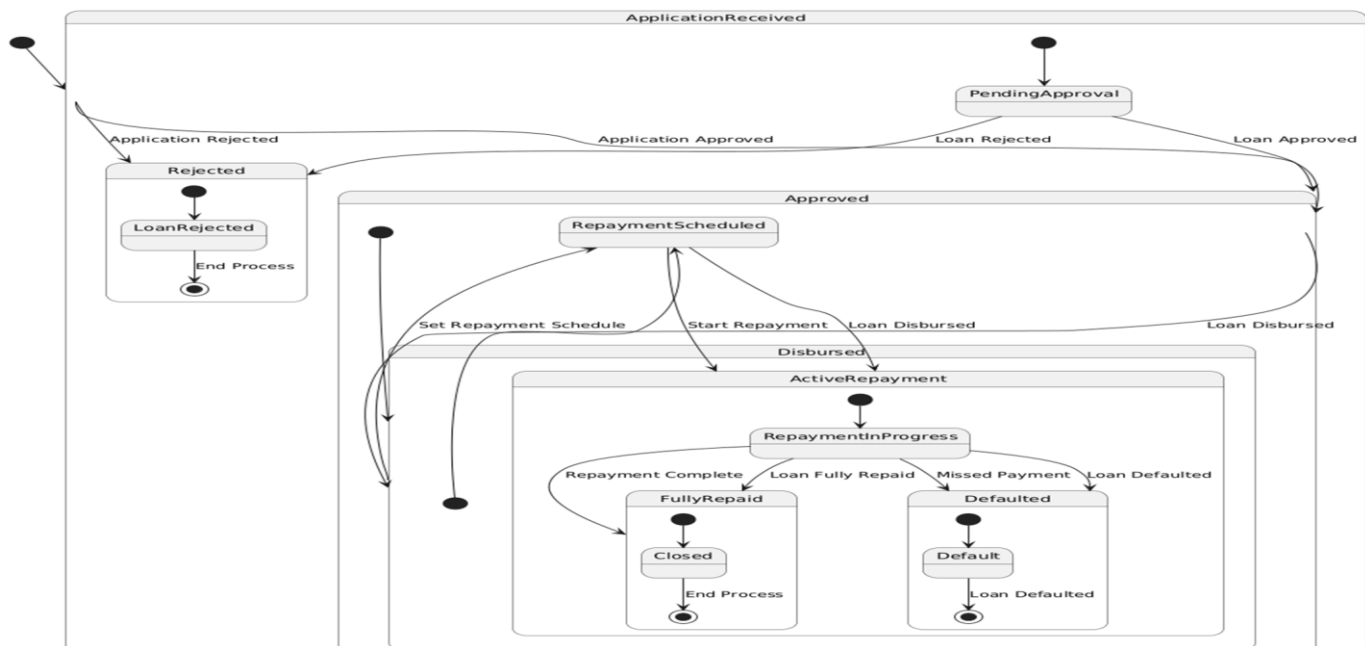 ApplicationReceived
PendingApproval
Application Rejected
Application Approved
Loan Rejected
Loan Approved
Rejected
Approved
LoanRejected
RepaymentScheduled
End Process
Set Repayment Schedule
Start Repayment
Loan Disbursed
Loan Disbursed
Disbursed
ActiveRepayment
RepaymentInProgress
Repayment Complete
Loan Fully Repaid
Missed Payment
Loan Defaulted
FullyRepaid
Defaulted
Closed
Default
End Process
Loan Defaulted